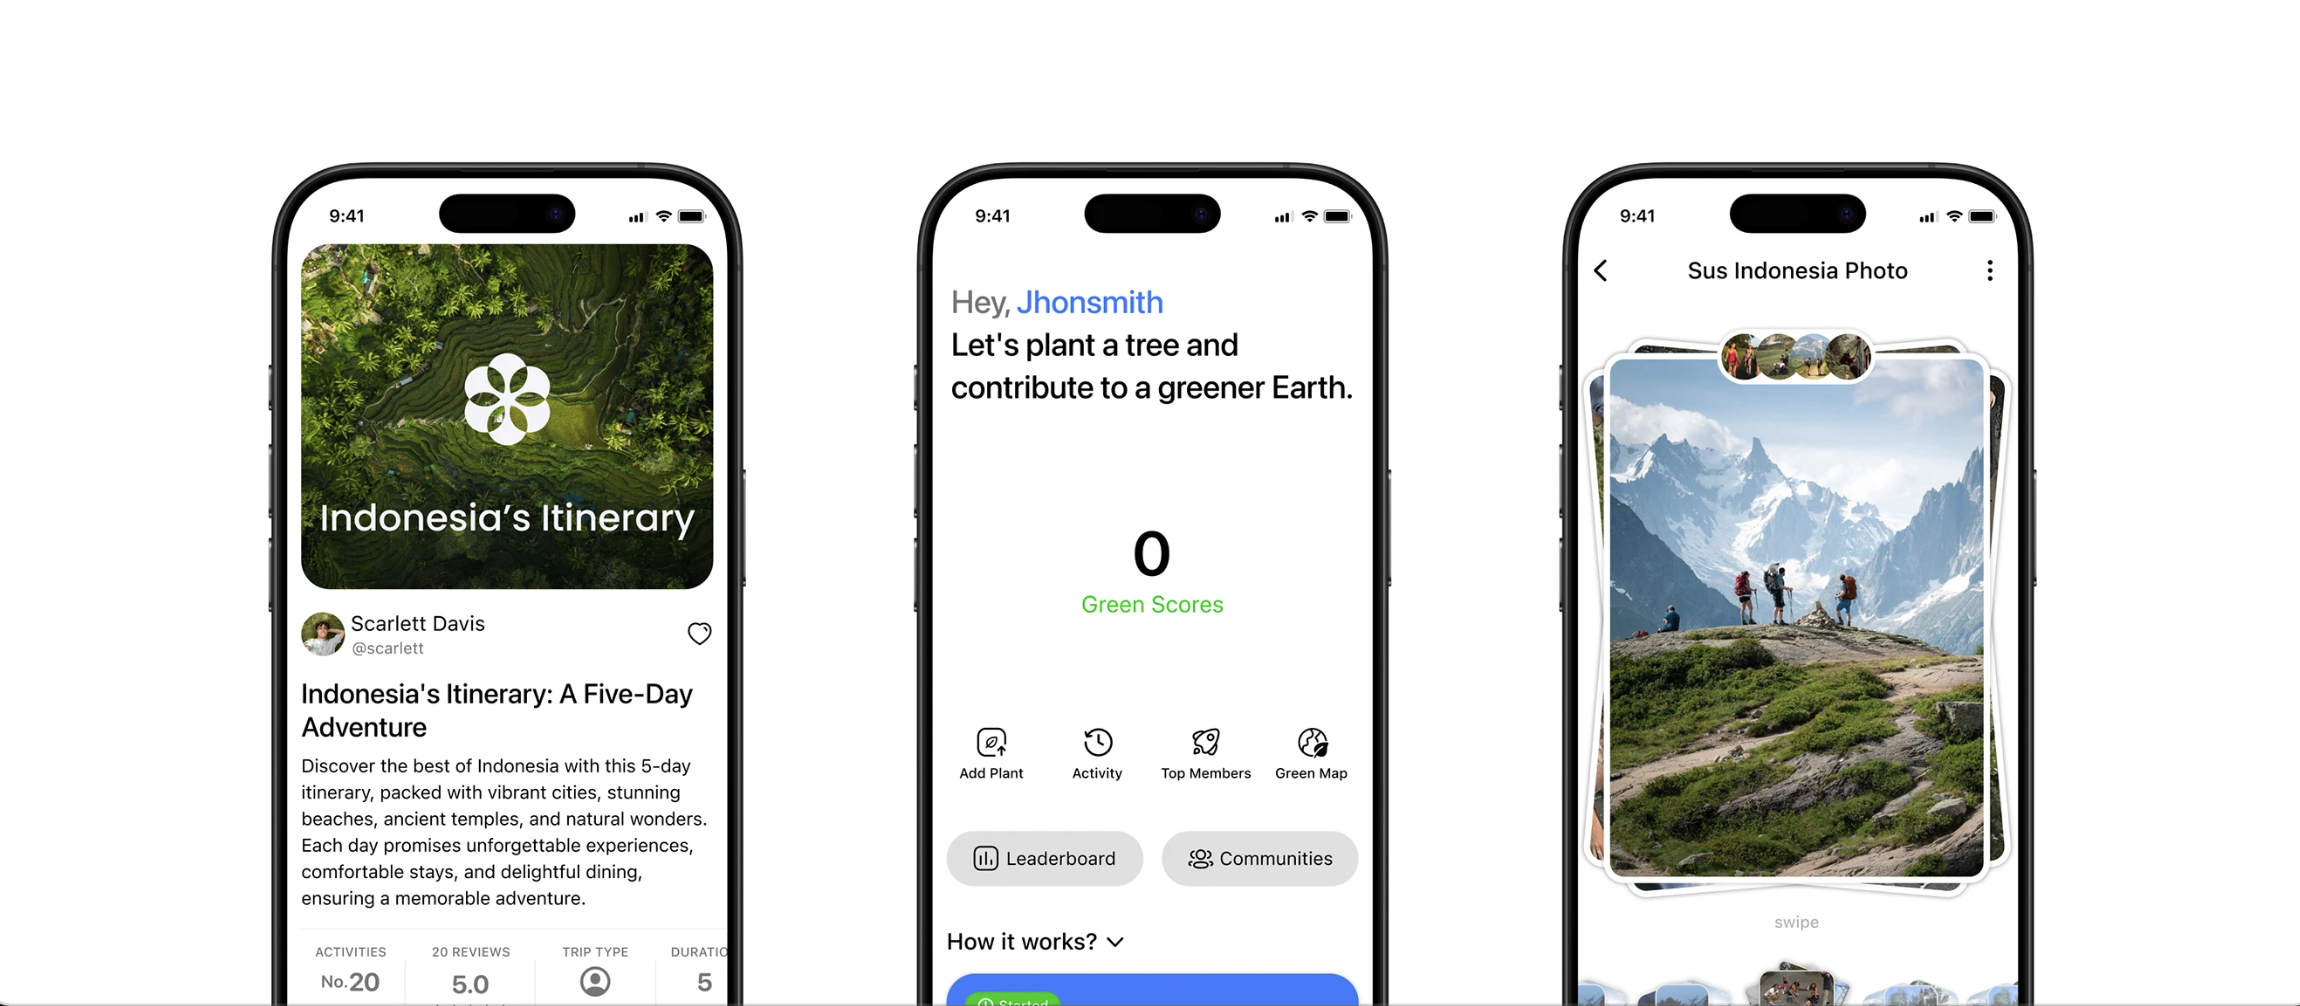 9:41
Indonesia’s Itinerary
Scarlett Davis
@scarlett
Indonesia's Itinerary: A Five-Day
Adventure
Discover the best of Indonesia with this 5-day
itinerary, packed with vibrant cities, stunning
beaches, ancient temples, and natural wonders.
Each day promises unforgettable experiences,
comfortable stays, and delightful dining,
ensuring a memorable adventure.
ACTIVITIES
No.20
20 REVIEWS
5.0
TRIP TYPE
DURATIO
5
9:41
Hey, Jhonsmith
Let's plant a tree and
contribute to a greener Earth.
0
Green Scores
Add Plant
Activity
Top Members
Green Map
Leaderboard
Communities
How it works?
Started
9:41
Sus Indonesia Photo
swipe